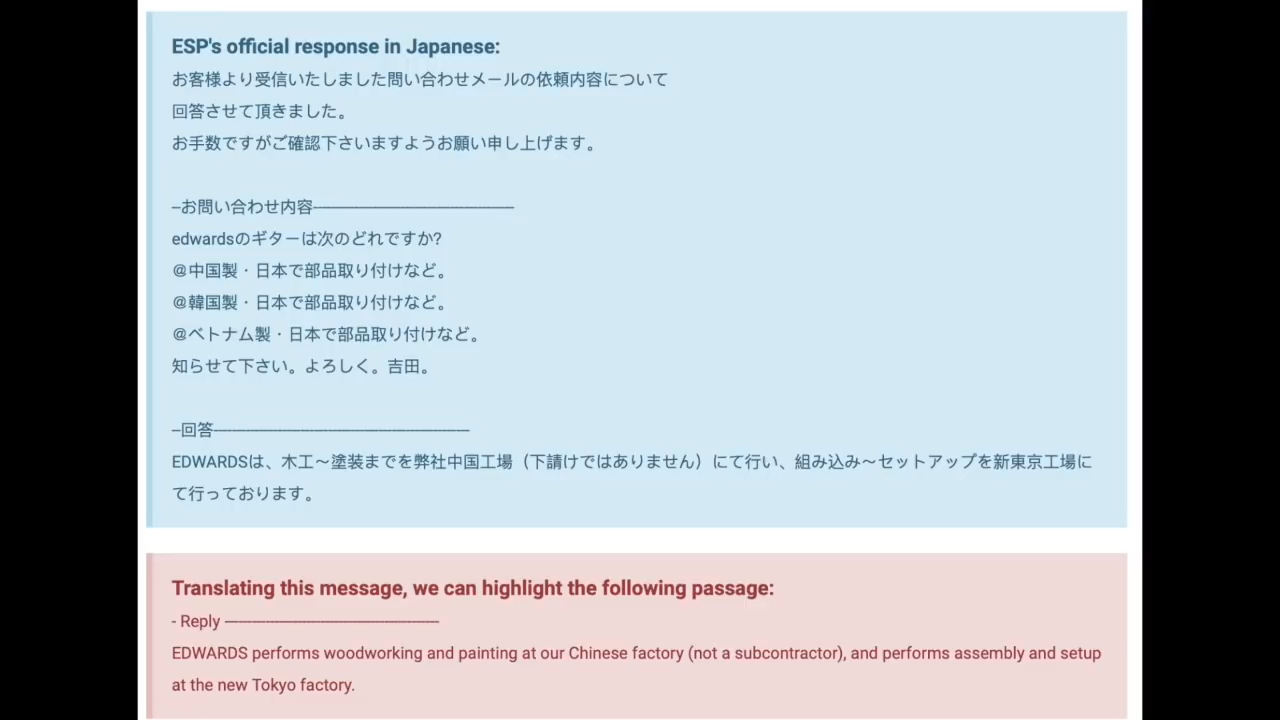 ESP's official response in Japanese:
お客様より受信いたしました問い合わせメールの依頼内容について
回答させて頂きました。
お手数ですがご確認下さいますようお願い申し上げます。
–お問い合わせ内容—————————————
edwardsのギターは次のどれですか?
@中国製・日本で部品取り付けなど。
@韓国製・日本で部品取り付けなど。
@ベトナム製・日本で部品取り付けなど。
知らせて下さい。よろしく。吉田。
–回答————————————————
EDWARDSは、木工〜塗装までを弊社中国工場（下請けではありません）にて行い、組み込み〜セットアップを新東京工場に
て行っております。
Translating this message, we can highlight the following passage:
- Reply ——————————————
EDWARDS performs woodworking and painting at our Chinese factory (not a subcontractor), and performs assembly and setup
at the new Tokyo factory.